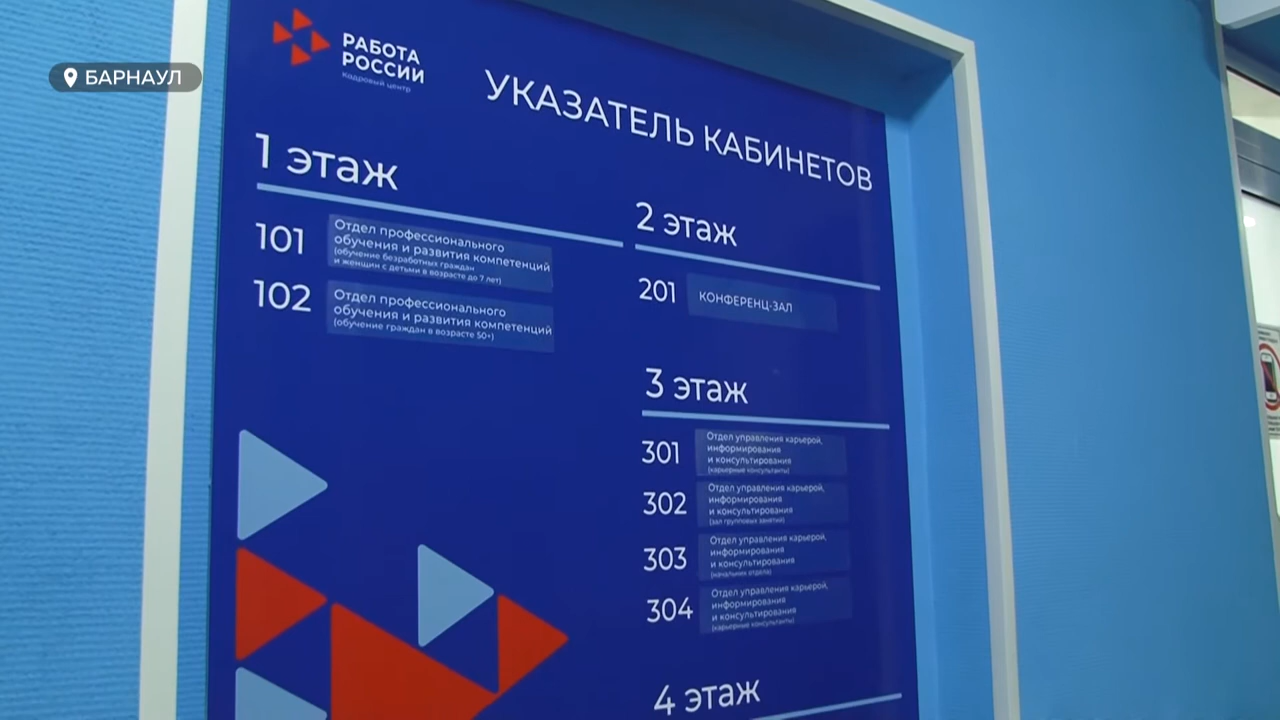 БАРНАУЛ
РАБОТА
РОССИИ
Кадровый центр
УКАЗАТЕЛЬ КАБИНЕТОВ
1 этаж
101
Отдел профессионального
обучения и развития компетенций
(обучение безработных граждан
и женщин с детьми в возрасте до 7 лет)
102
Отдел профессионального
обучения и развития компетенций
(обучение граждан в возрасте 50+)
2 этаж
201
КОНФЕРЕНЦ-ЗАЛ
3 этаж
301
Отдел управления карьерой,
информирования
и консультирования
(карьерные консультанты)
302
Отдел управления карьерой,
информирования
и консультирования
(зал групповых занятий)
303
Отдел управления карьерой,
информирования
и консультирования
(начальник отдела)
304
Отдел управления карьерой,
информирования
и консультирования
(карьерные консультанты)
4 этаж